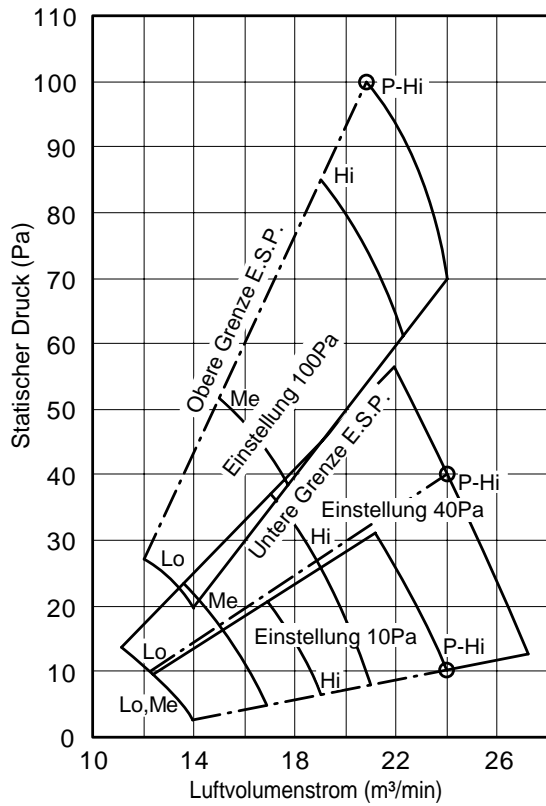 110
100
90
80
70
60
50
40
30
20
10
0
Statischer Druck (Pa)
P-Hi
Hi
Obere Grenze E.S.P.
Einstellung 100Pa
Me
Untere Grenze E.S.P.
P-Hi
Einstellung 40Pa
Hi
Lo
Me
Lo
Einstellung 10Pa
P-Hi
Hi
Lo,Me
10
14
18
22
26
Luftvolumenstrom (m³/min)